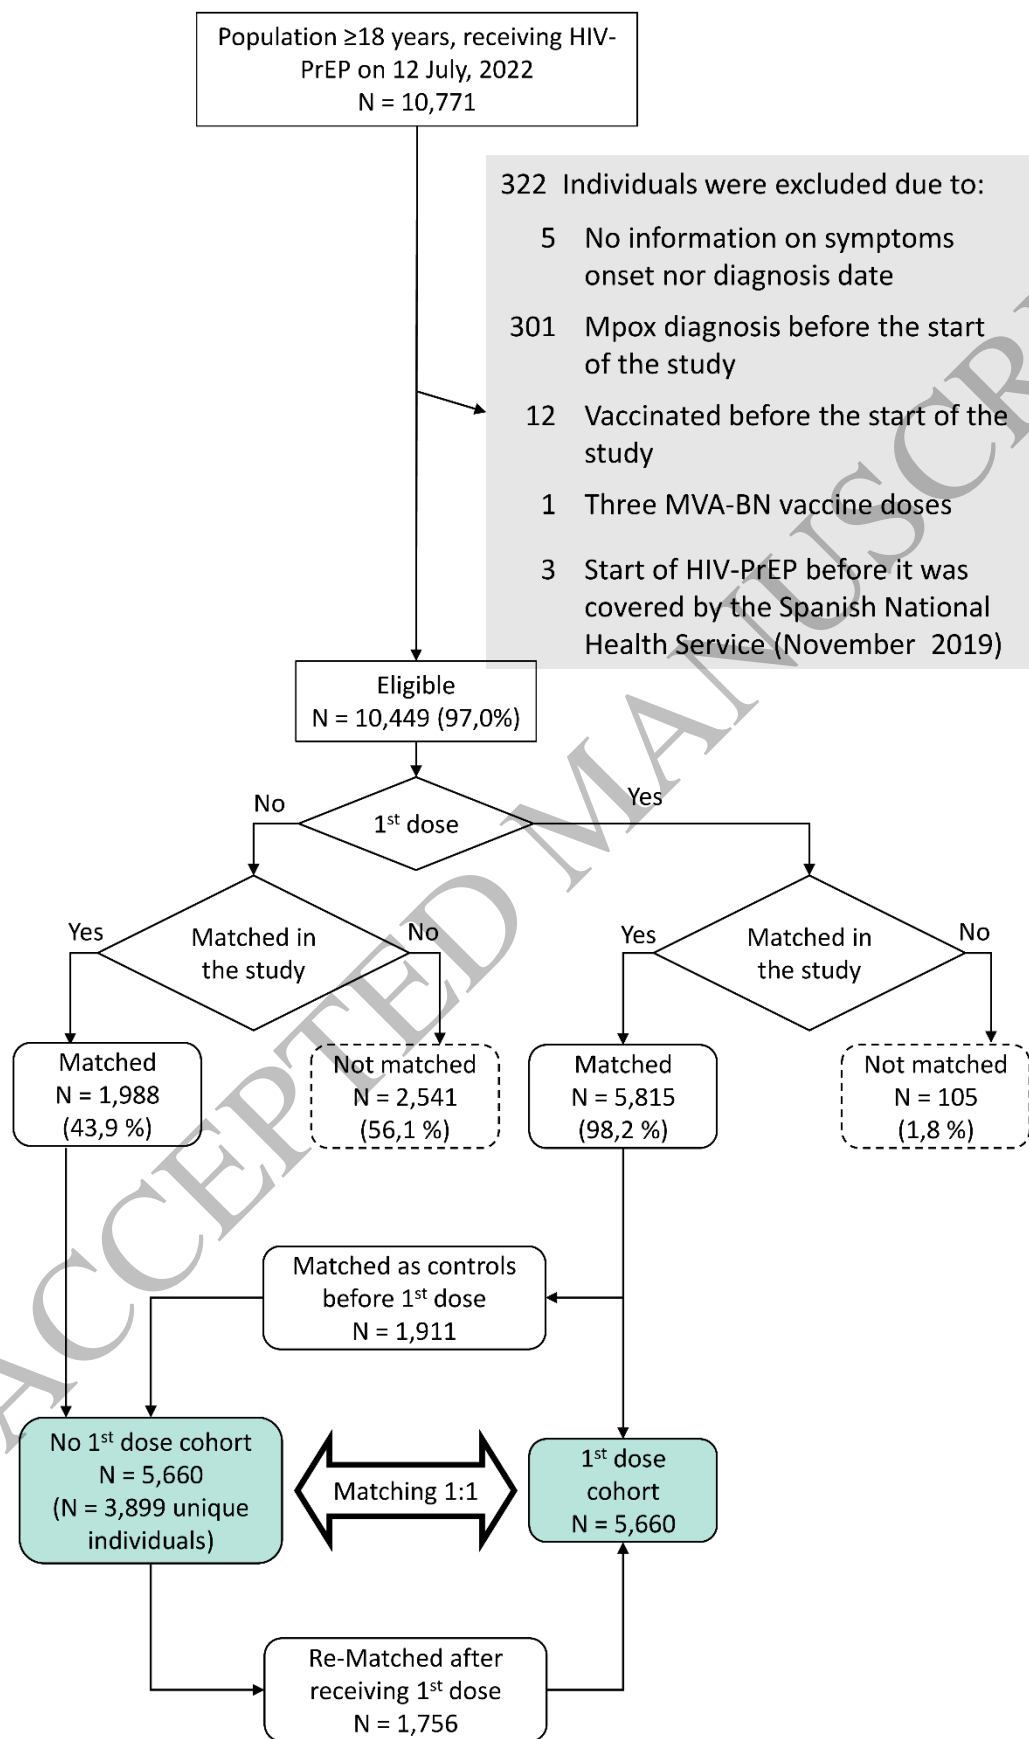 Population ≥18 years, receiving HIV-
PrEP on 12 July, 2022
N = 10,771
322 Individuals were excluded due to:
5 No information on symptoms
onset nor diagnosis date
301 Mpox diagnosis before the start
of the study
12 Vaccinated before the start of the
study
1 Three MVA-BN vaccine doses
3 Start of HIV-PrEP before it was
covered by the Spanish National
Health Service (November 2019)
Eligible
N = 10,449 (97,0%)
No
1st dose
Yes
Yes
Matched in
the study
No
Yes
Matched in
the study
No
Matched
N = 1,988
(43,9 %)
Not matched
N = 2,541
(56,1 %)
Matched
N = 5,815
(98,2 %)
Not matched
N = 105
(1,8 %)
Matched as controls
before 1st dose
N = 1,911
No 1st dose cohort
N = 5,660
(N = 3,899 unique
individuals)
Matching 1:1
1st dose
cohort
N = 5,660
Re-Matched after
receiving 1st dose
N = 1,756
ACCEPTED MANUSCR